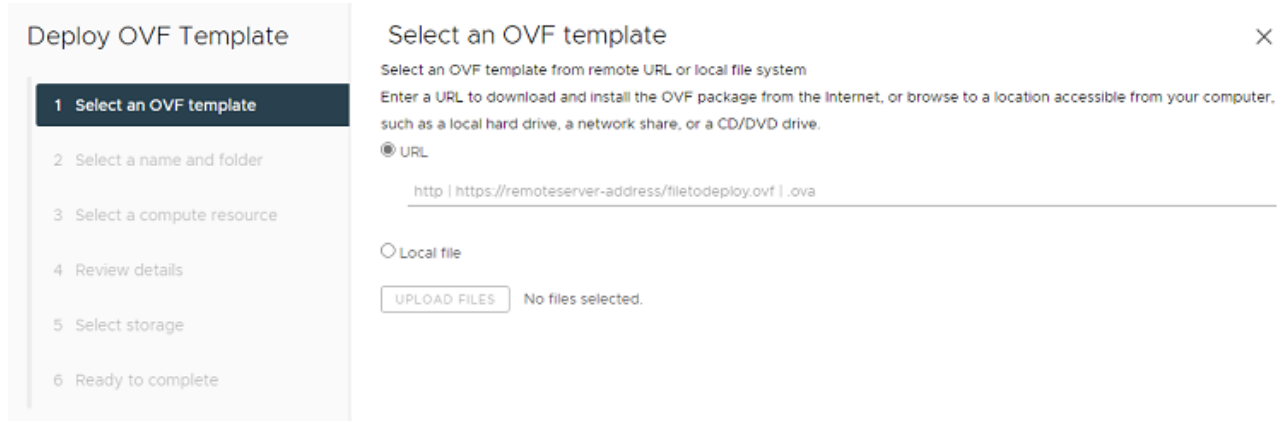 Deploy OVF Template
1 Select an OVF template
2 Select a name and folder
3 Select a compute resource
4 Review details
5 Select storage
6 Ready to complete
Select an OVF template
Select an OVF template from remote URL or local file system
Enter a URL to download and install the OVF package from the Internet, or browse to a location accessible from your computer,
such as a local hard drive, a network share, or a CD/DVD drive.
URL
http | https://remoteserver-address/filetodeploy.ovf | .ova
Local file
UPLOAD FILES No files selected.